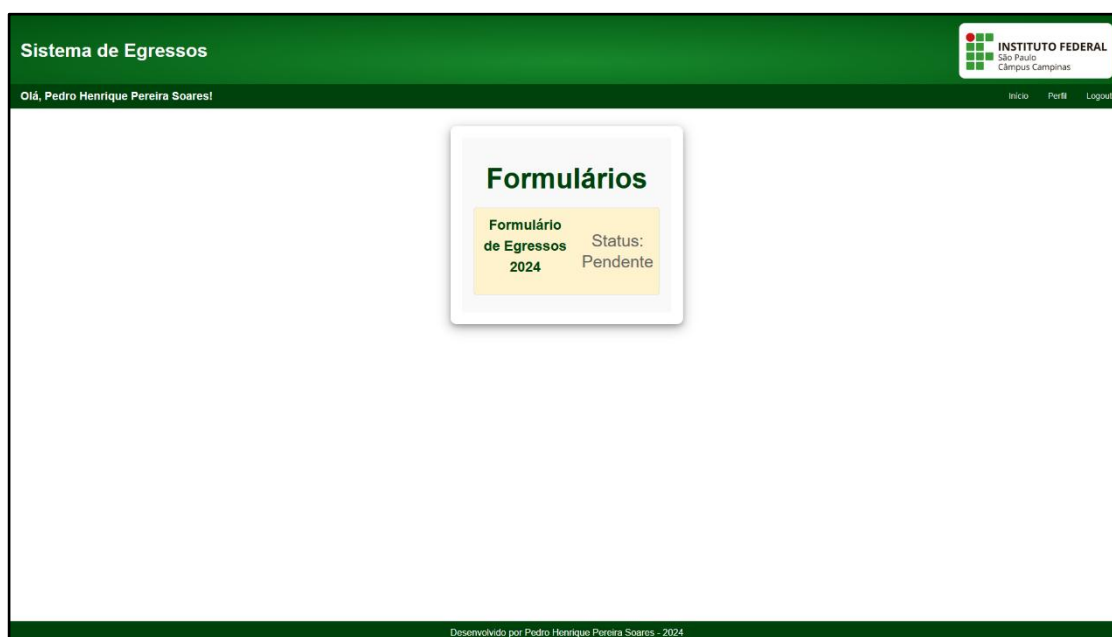 Sistema de Egressos
INSTITUTO FEDERAL
São Paulo
Câmpus Campinas
Olá, Pedro Henrique Pereira Soares!
Início Perfil Logout
Formulários
Formulário
de Egressos
2024
Status:
Pendente
Desenvolvido por Pedro Henrique Pereira Soares - 2024